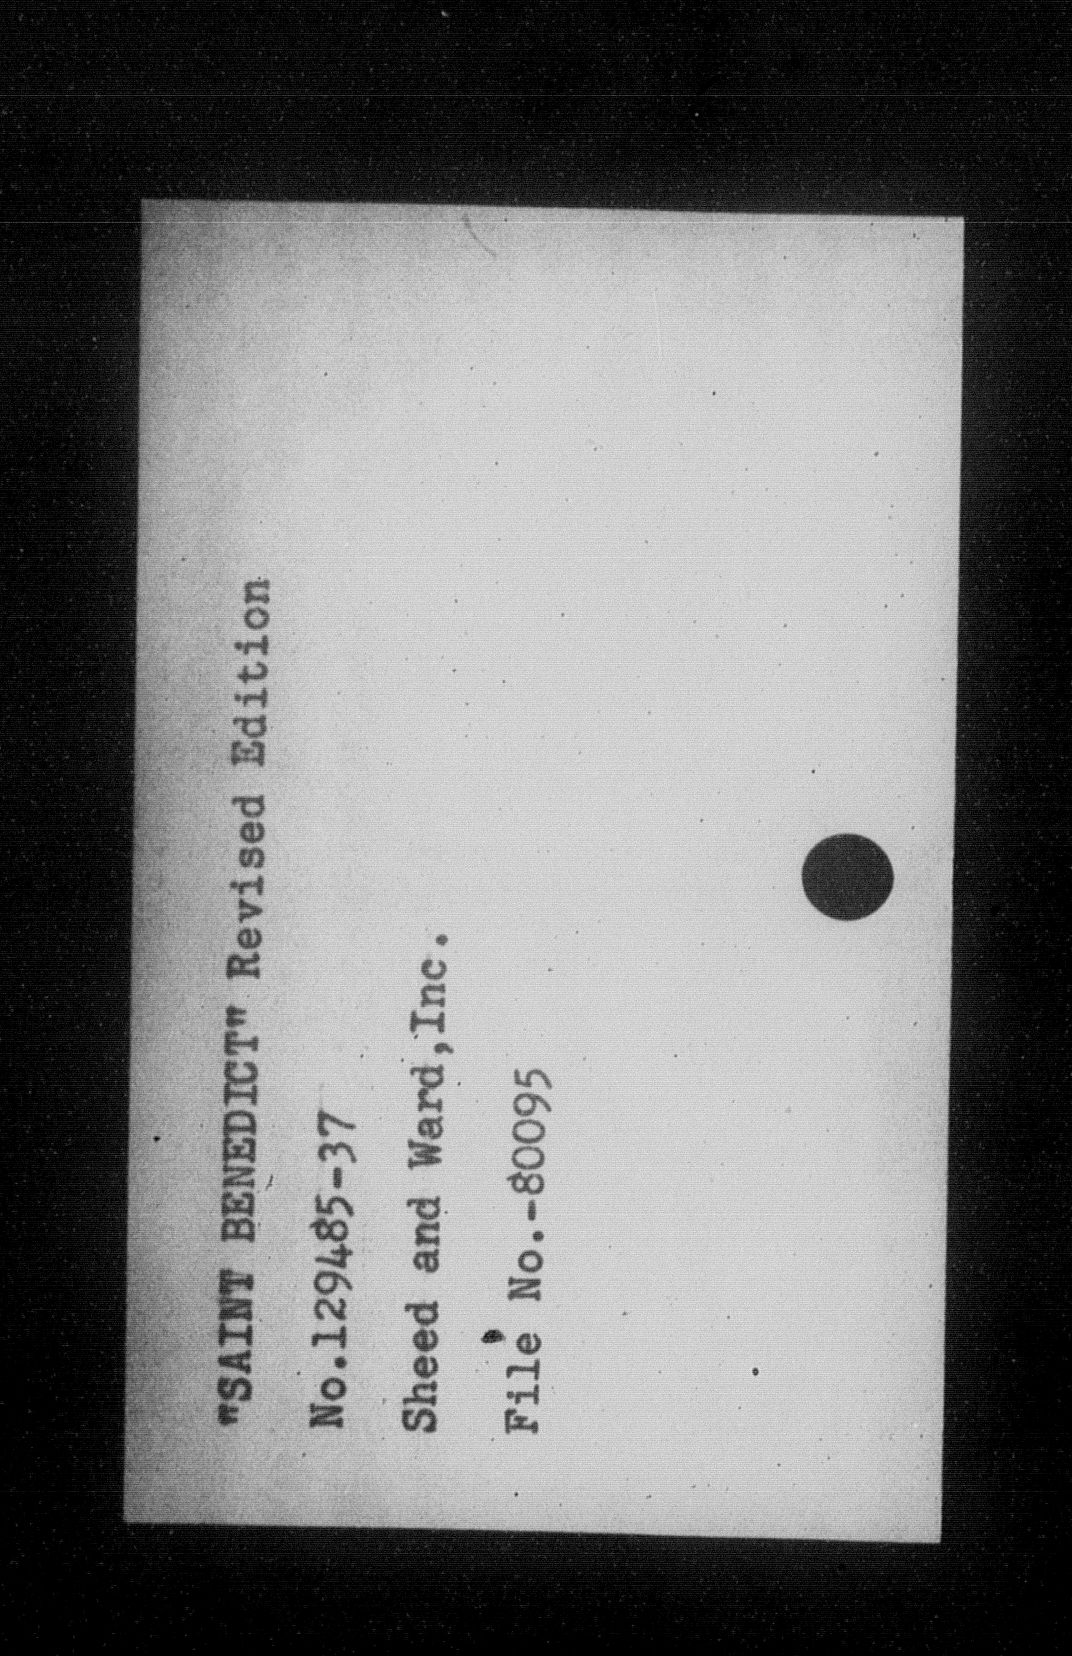 "SAINT BENEDICT" Revised Edition
No.129485-37
Sheed and Ward,Inc.
File No.-80095